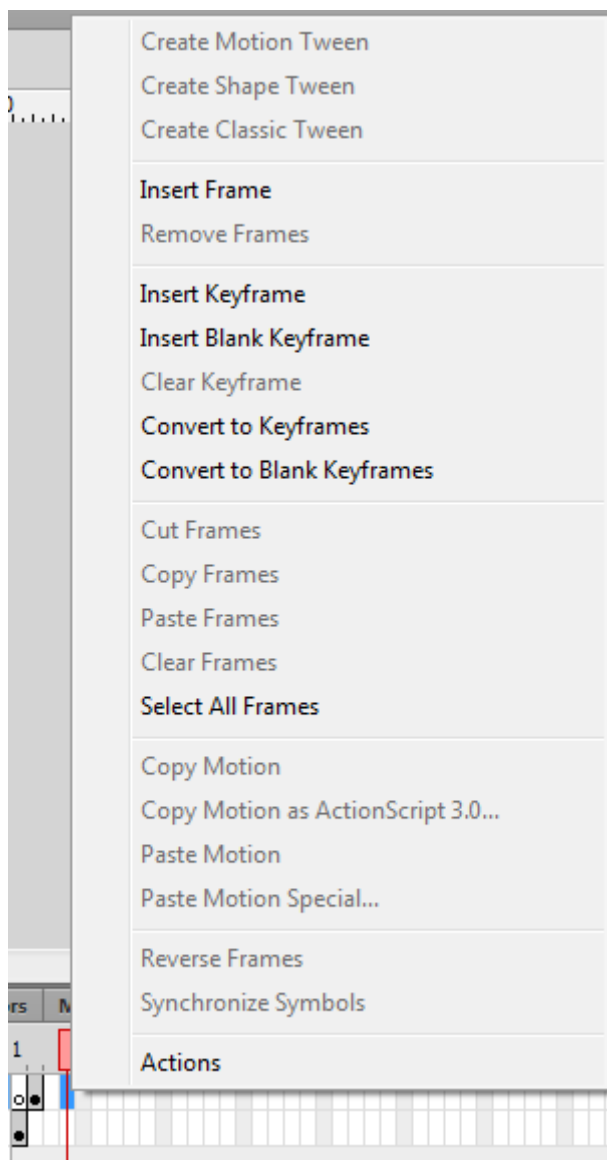 Create Motion Tween
Create Shape Tween
Create Classic Tween
Insert Frame
Remove Frames
Insert Keyframe
Insert Blank Keyframe
Clear Keyframe
Convert to Keyframes
Convert to Blank Keyframes
Cut Frames
Copy Frames
Paste Frames
Clear Frames
Select All Frames
Copy Motion
Copy Motion as ActionScript 3.0...
Paste Motion
Paste Motion Special...
Reverse Frames
Synchronize Symbols
Actions
1